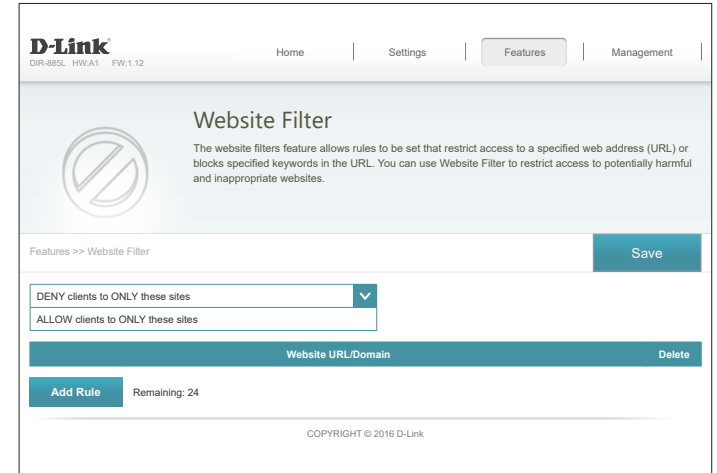 D-Link
DIR-885L HW:A1 FW:1.12
Home
Settings
Features
Management
Website Filter
The website filters feature allows rules to be set that restrict access to a specified web address (URL) or
blocks specified keywords in the URL. You can use Website Filter to restrict access to potentially harmful
and inappropriate websites.
Features >> Website Filter
Save
DENY clients to ONLY these sites
ALLOW clients to ONLY these sites
Website URL/Domain
Delete
Add Rule
Remaining: 24
COPYRIGHT © 2016 D-Link